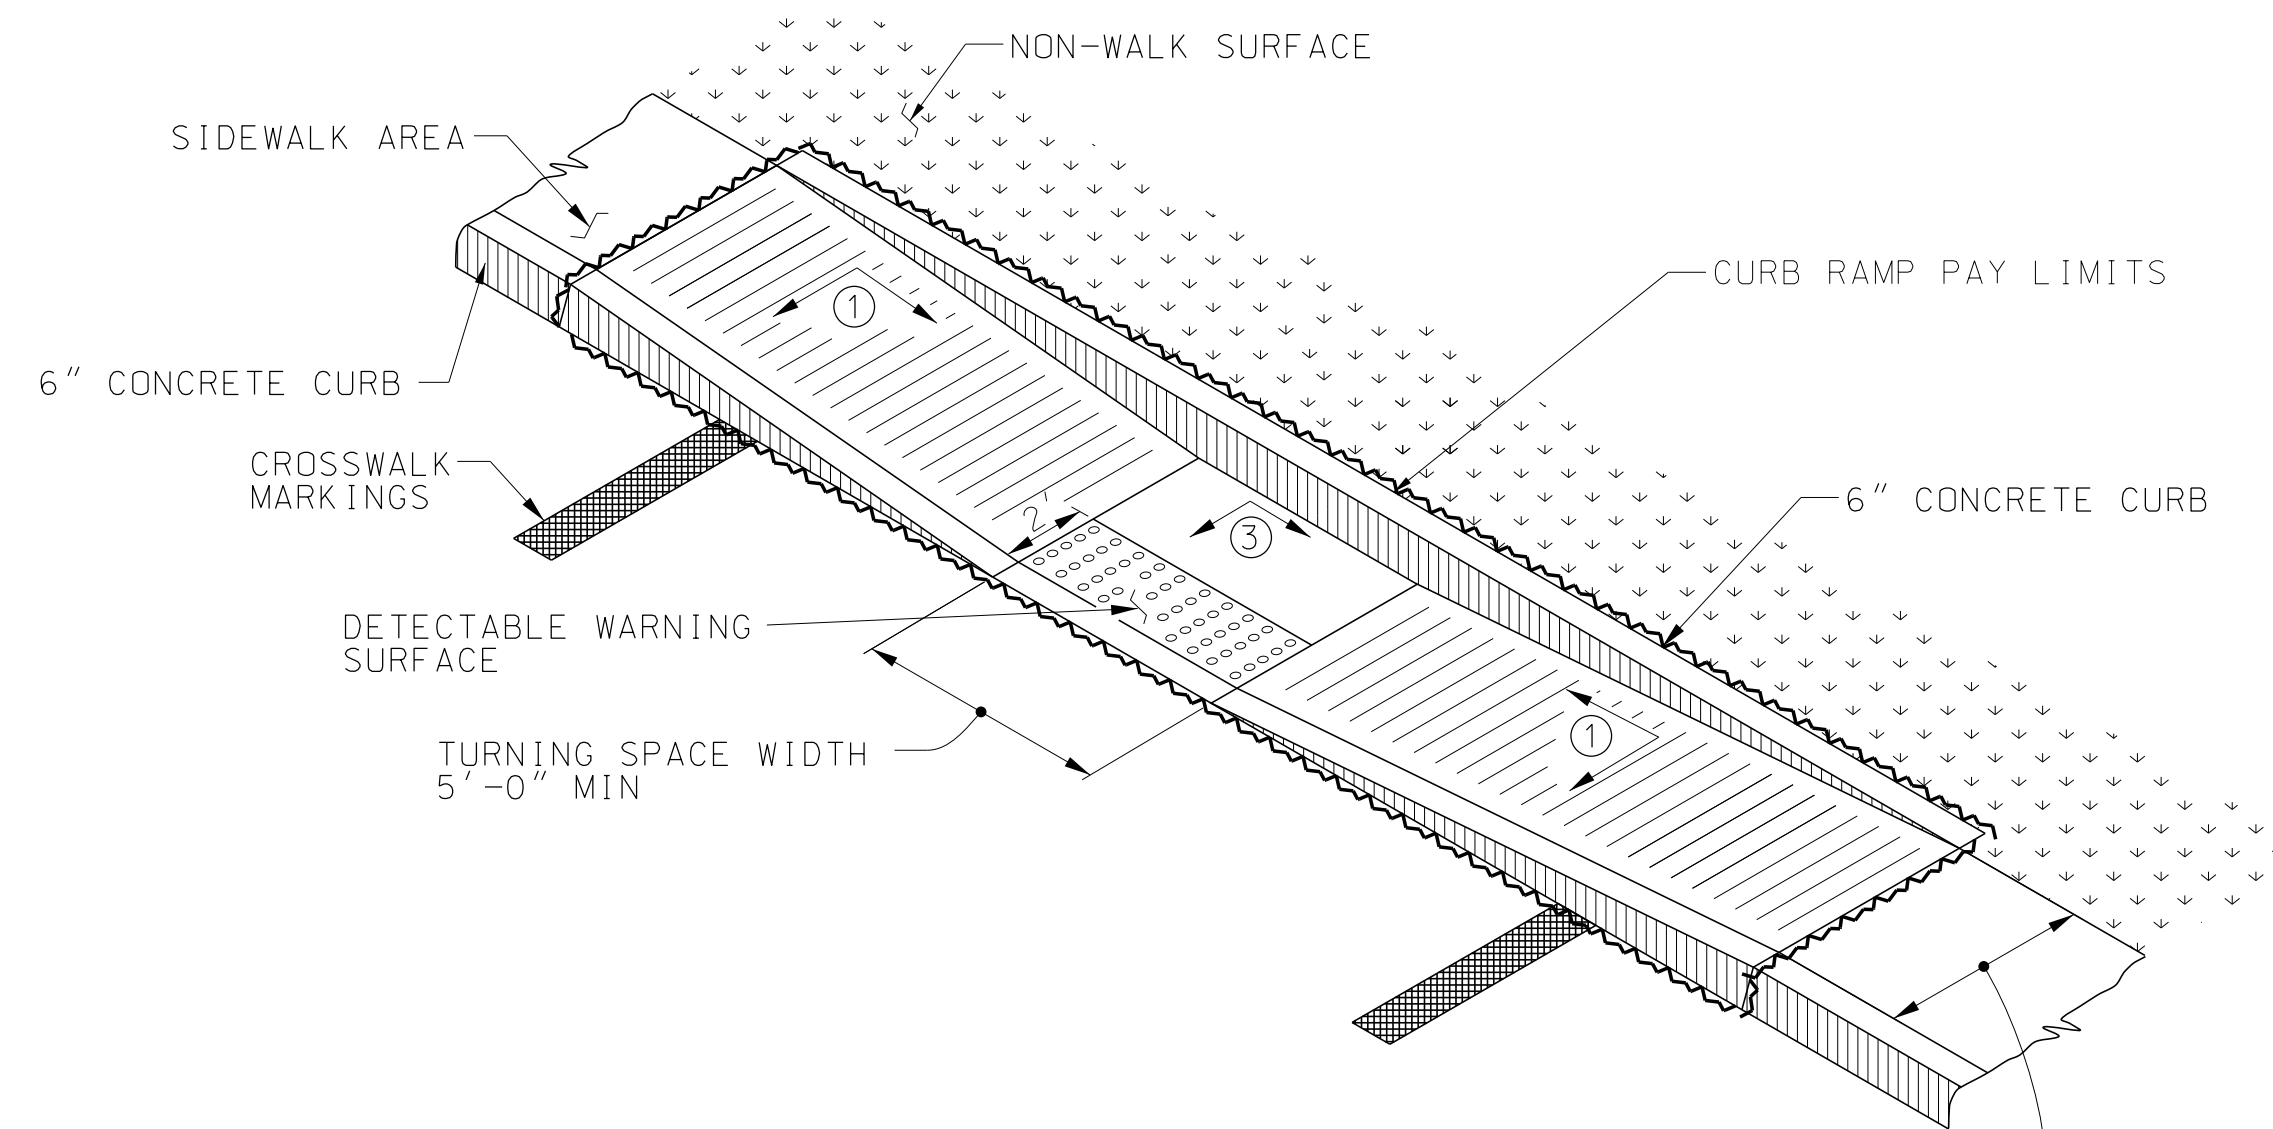 NON-WALK SURFACE
SIDEWALK AREA
CURB RAMP PAY LIMITS
1
6" CONCRETE CURB
CROSSWALK
MARKINGS
6" CONCRETE CURB
2'
3
DETECTABLE WARNING
SURFACE
1
TURNING SPACE WIDTH
5'-0" MIN